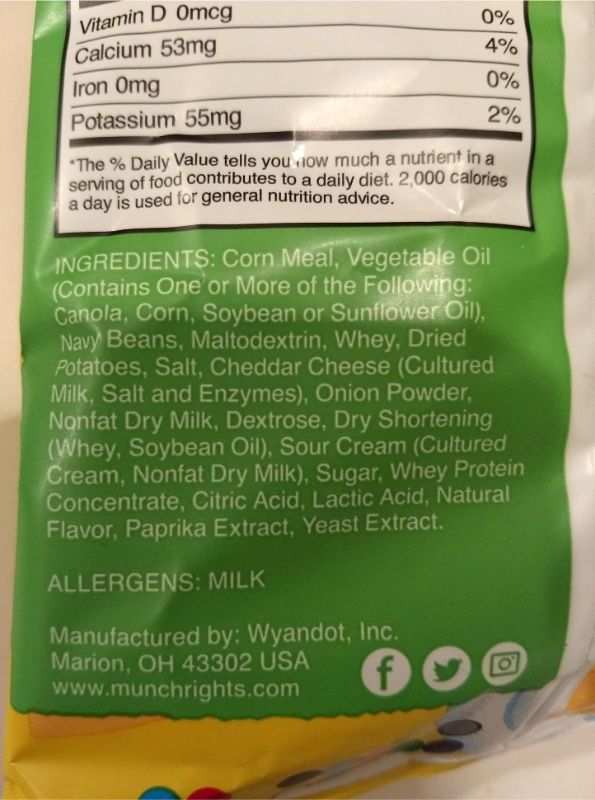 Vitamin D 0mcg 0%
Calcium 53mg 4%
Iron 0mg 0%
Potassium 55mg 2%
*The % Daily Value tells you how much a nutrient in a
serving of food contributes to a daily diet. 2,000 calories
a day is used for general nutrition advice.
INGREDIENTS: Corn Meal, Vegetable Oil
(Contains One or More of the Following:
Canola, Corn, Soybean or Sunflower Oil),
Navy Beans, Maltodextrin, Whey, Dried
Potatoes, Salt, Cheddar Cheese (Cultured
Milk, Salt and Enzymes), Onion Powder,
Nonfat Dry Milk, Dextrose, Dry Shortening
(Whey, Soybean Oil), Sour Cream (Cultured
Cream, Nonfat Dry Milk), Sugar, Whey Protein
Concentrate, Citric Acid, Lactic Acid, Natural
Flavor, Paprika Extract, Yeast Extract.
ALLERGENS: MILK
Manufactured by: Wyandot, Inc.
Marion, OH 43302 USA
www.munchrights.com